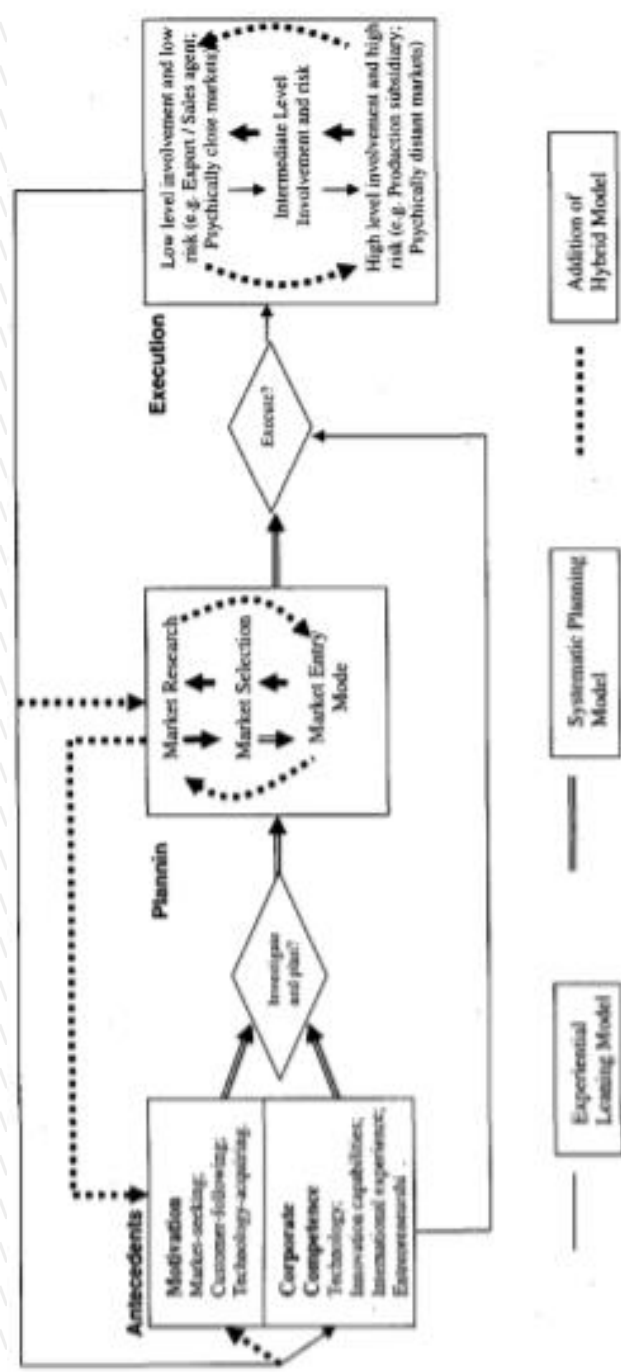 Antecedents
Motivation
Market-seeking;
Customer-following;
Technology-acquiring.
Corporate
Competence
Technology;
Innovation capabilities;
International experience;
Investigate
and plan?
Plannin
Market Research
Market Selection
Market Entry
Mode
Execute?
Execution
Low level involvement and low
risk (e.g. Export / Sales agent;
Psychically close markets)
Intermediate Level
Involvement and risk
High level involvement and high
risk (e.g. Production subsidiary;
Psychically distant markets)
Experiential
Leaning Model
Systematic Planning
Model
Addition of
Hybrid Model